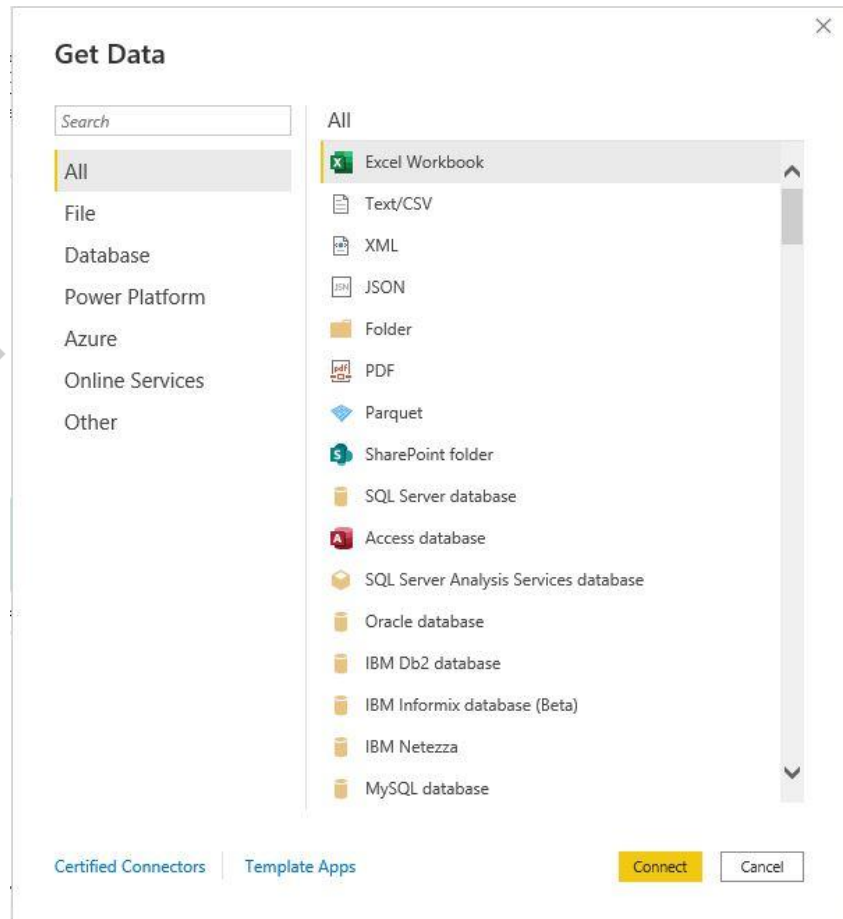 Get Data
Search
All
File
Database
Power Platform
Azure
Online Services
Other
All
Excel Workbook
Text/CSV
XML
JSON
Folder
PDF
Parquet
SharePoint folder
SQL Server database
Access database
SQL Server Analysis Services database
Oracle database
IBM Db2 database
IBM Informix database (Beta)
IBM Netezza
MySQL database
Certified Connectors
Template Apps
Connect
Cancel